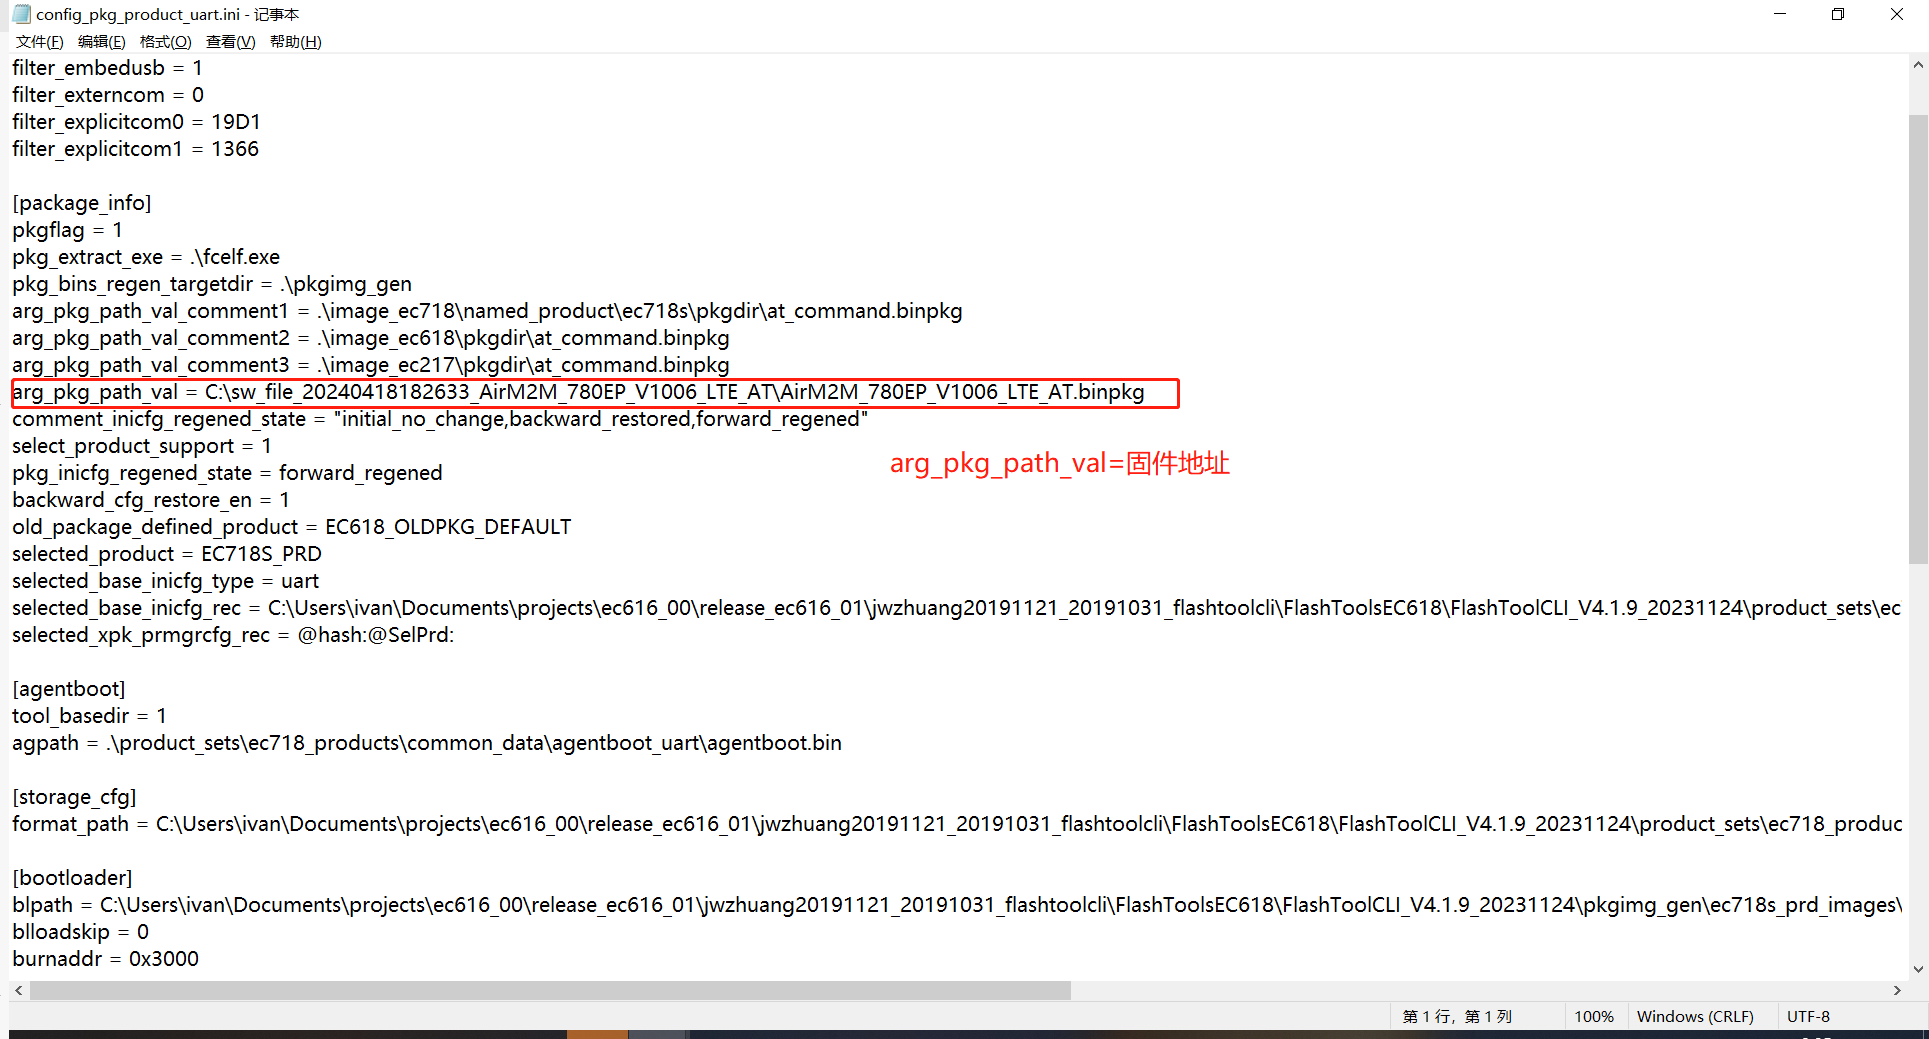 config_pkg_product_uart.ini - 记事本
文件(F) 编辑(E) 格式(O) 查看(V) 帮助(H)
filter_embedusb = 1
filter_externcom = 0
filter_explicitcom0 = 19D1
filter_explicitcom1 = 1366
[package_info]
pkgflag = 1
pkg_extract_exe = .\fcelf.exe
pkg_bins_regen_targetdir = .\pkgimg_gen
arg_pkg_path_val_comment1 = .\image_ec718\named_product\ec718s\pkgdir\at_command.binpkg
arg_pkg_path_val_comment2 = .\image_ec618\pkgdir\at_command.binpkg
arg_pkg_path_val_comment3 = .\image_ec217\pkgdir\at_command.binpkg
arg_pkg_path_val = C:\sw_file_20240418182633_AirM2M_780EP_V1006_LTE_AT\AirM2M_780EP_V1006_LTE_AT.binpkg
comment_inicfg_regened_state = "initial_no_change,backward_restored,forward_regened"
select_product_support = 1
arg_pkg_path_val=固件地址
pkg_inicfg_regened_state = forward_regened
backward_cfg_restore_en = 1
old_package_defined_product = EC618_OLDPKG_DEFAULT
selected_product = EC718S_PRD
selected_base_inicfg_type = uart
selected_base_inicfg_rec = C:\Users\ivan\Documents\projects\ec616_00\release_ec616_01\jwzhuang20191121_20191031_flashtoolcli\FlashToolsEC618\FlashToolCLI_V4.1.9_20231124\product_sets\ec
selected_xpk_prmgrcfg_rec = @hash:@SelPrd:
[agentboot]
tool_basedir = 1
agpath = .\product_sets\ec718_products\common_data\agentboot_uart\agentboot.bin
[storage_cfg]
format_path = C:\Users\ivan\Documents\projects\ec616_00\release_ec616_01\jwzhuang20191121_20191031_flashtoolcli\FlashToolsEC618\FlashToolCLI_V4.1.9_20231124\product_sets\ec718_produc
[bootloader]
blpath = C:\Users\ivan\Documents\projects\ec616_00\release_ec616_01\jwzhuang20191121_20191031_flashtoolcli\FlashToolsEC618\FlashToolCLI_V4.1.9_20231124\pkgimg_gen\ec718s_prd_images\
blloadskip = 0
burnaddr = 0x3000
第 1 行，第 1 列 100% Windows (CRLF) UTF-8